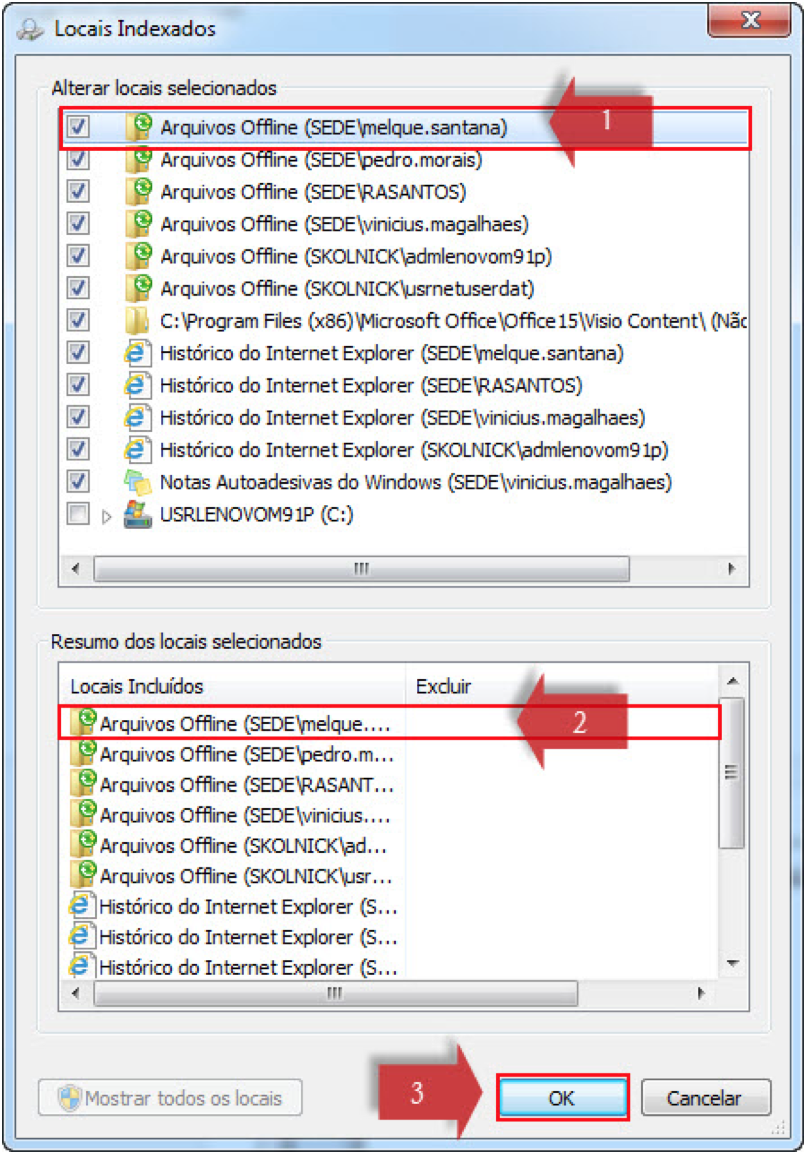 Locais Indexados
Alterar locais selecionados
1
Arquivos Offline (SEDE\melque.santana)
Arquivos Offline (SEDE\pedro.morais)
Arquivos Offline (SEDE\RASANTOS)
Arquivos Offline (SEDE\vinicius.magalhaes)
Arquivos Offline (SKOLNICK\admlenovom91p)
Arquivos Offline (SKOLNICK\usrnetuserdat)
C:\Program Files (x86)\Microsoft Office\Office15\Visio Content\ (Nãc
Histórico do Internet Explorer (SEDE\melque.santana)
Histórico do Internet Explorer (SEDE\RASANTOS)
Histórico do Internet Explorer (SEDE\vinicius.magalhaes)
Histórico do Internet Explorer (SKOLNICK\admlenovom91p)
Notas Autoadesivas do Windows (SEDE\vinicius.magalhaes)
USRLENOVOM91P (C:)
Resumo dos locais selecionados
Locais Incluídos Excluir
Arquivos Offline (SEDE\melque.... 2
Arquivos Offline (SEDE\pedro.m...
Arquivos Offline (SEDE\RASANT...
Arquivos Offline (SEDE\vinicius....
Arquivos Offline (SKOLNICK\ad...
Arquivos Offline (SKOLNICK\usr...
Histórico do Internet Explorer (S...
Histórico do Internet Explorer (S...
Histórico do Internet Explorer (S...
Mostrar todos os locais 3 OK Cancelar